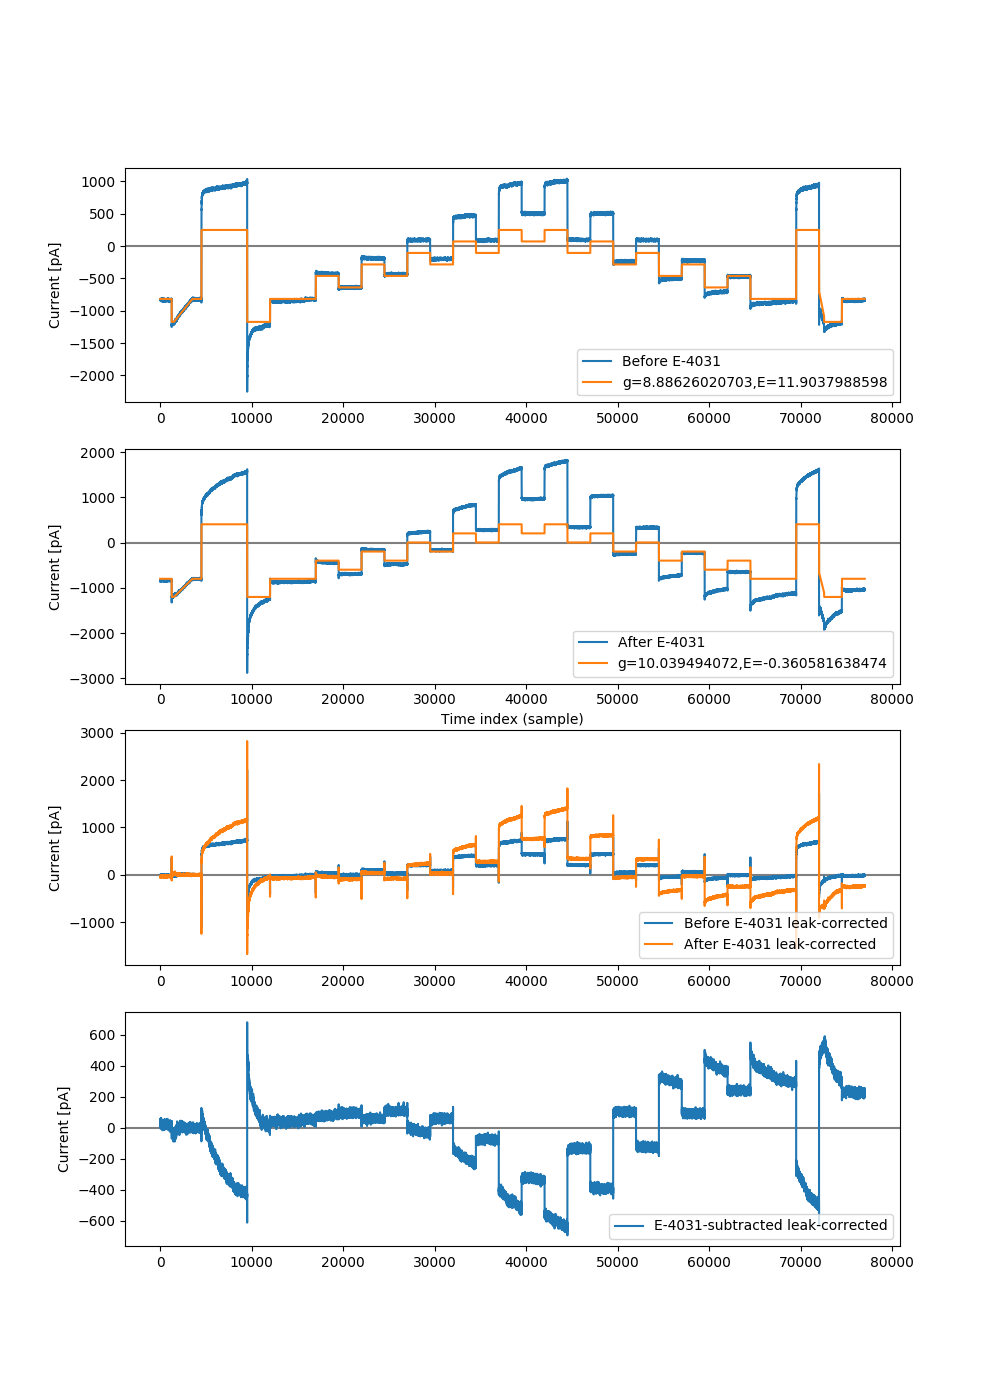 1000
500
0
−500
−1000
−1500
−2000
Current [pA]
Before E-4031
g=8.88626020703,E=11.9037988598
0 10000 20000 30000 40000 50000 60000 70000 80000
2000
1000
0
−1000
−2000
−3000
Current [pA]
After E-4031
g=10.039494072,E=-0.360581638474
0 10000 20000 30000 40000 50000 60000 70000 80000
Time index (sample)
3000
2000
1000
0
−1000
Current [pA]
Before E-4031 leak-corrected
After E-4031 leak-corrected
0 10000 20000 30000 40000 50000 60000 70000 80000
600
400
200
0
−200
−400
−600
Current [pA]
E-4031-subtracted leak-corrected
0 10000 20000 30000 40000 50000 60000 70000 80000